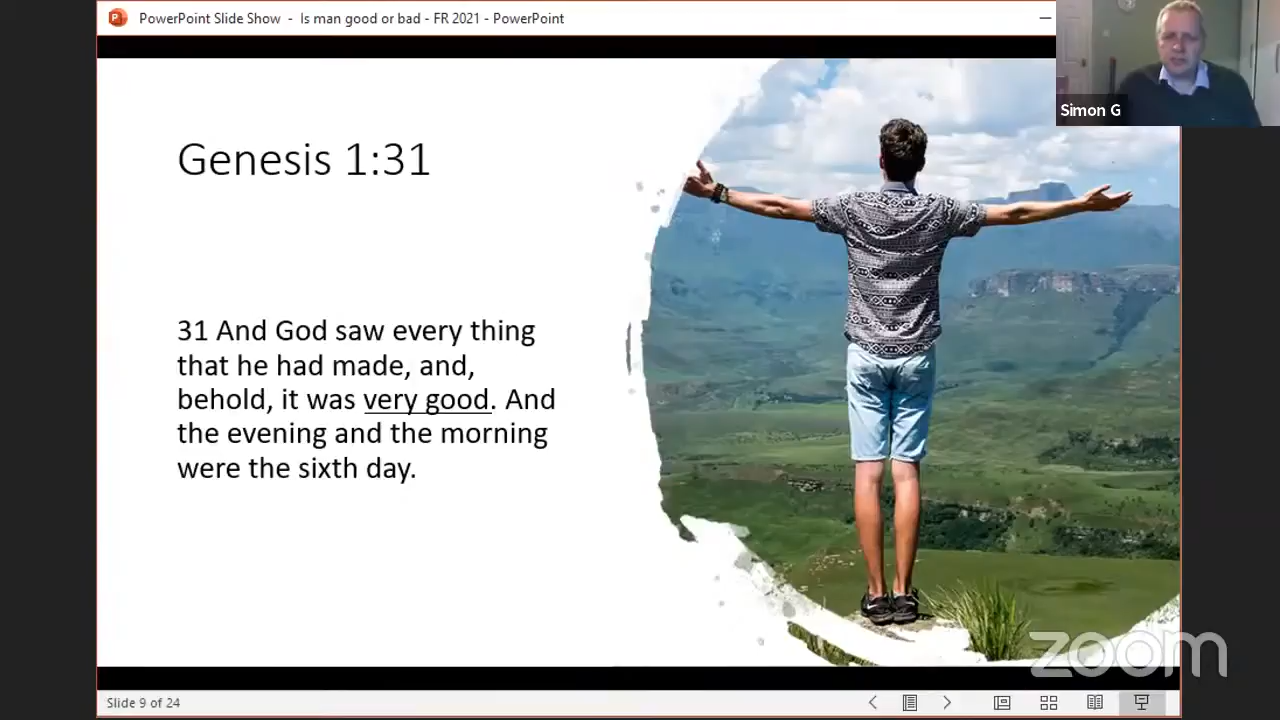 PowerPoint Slide Show - Is man good or bad - FR 2021 - PowerPoint
Simon G
Genesis 1:31
31 And God saw every thing
that he had made, and,
behold, it was very good. And
the evening and the morning
were the sixth day.
zoom
Slide 9 of 24